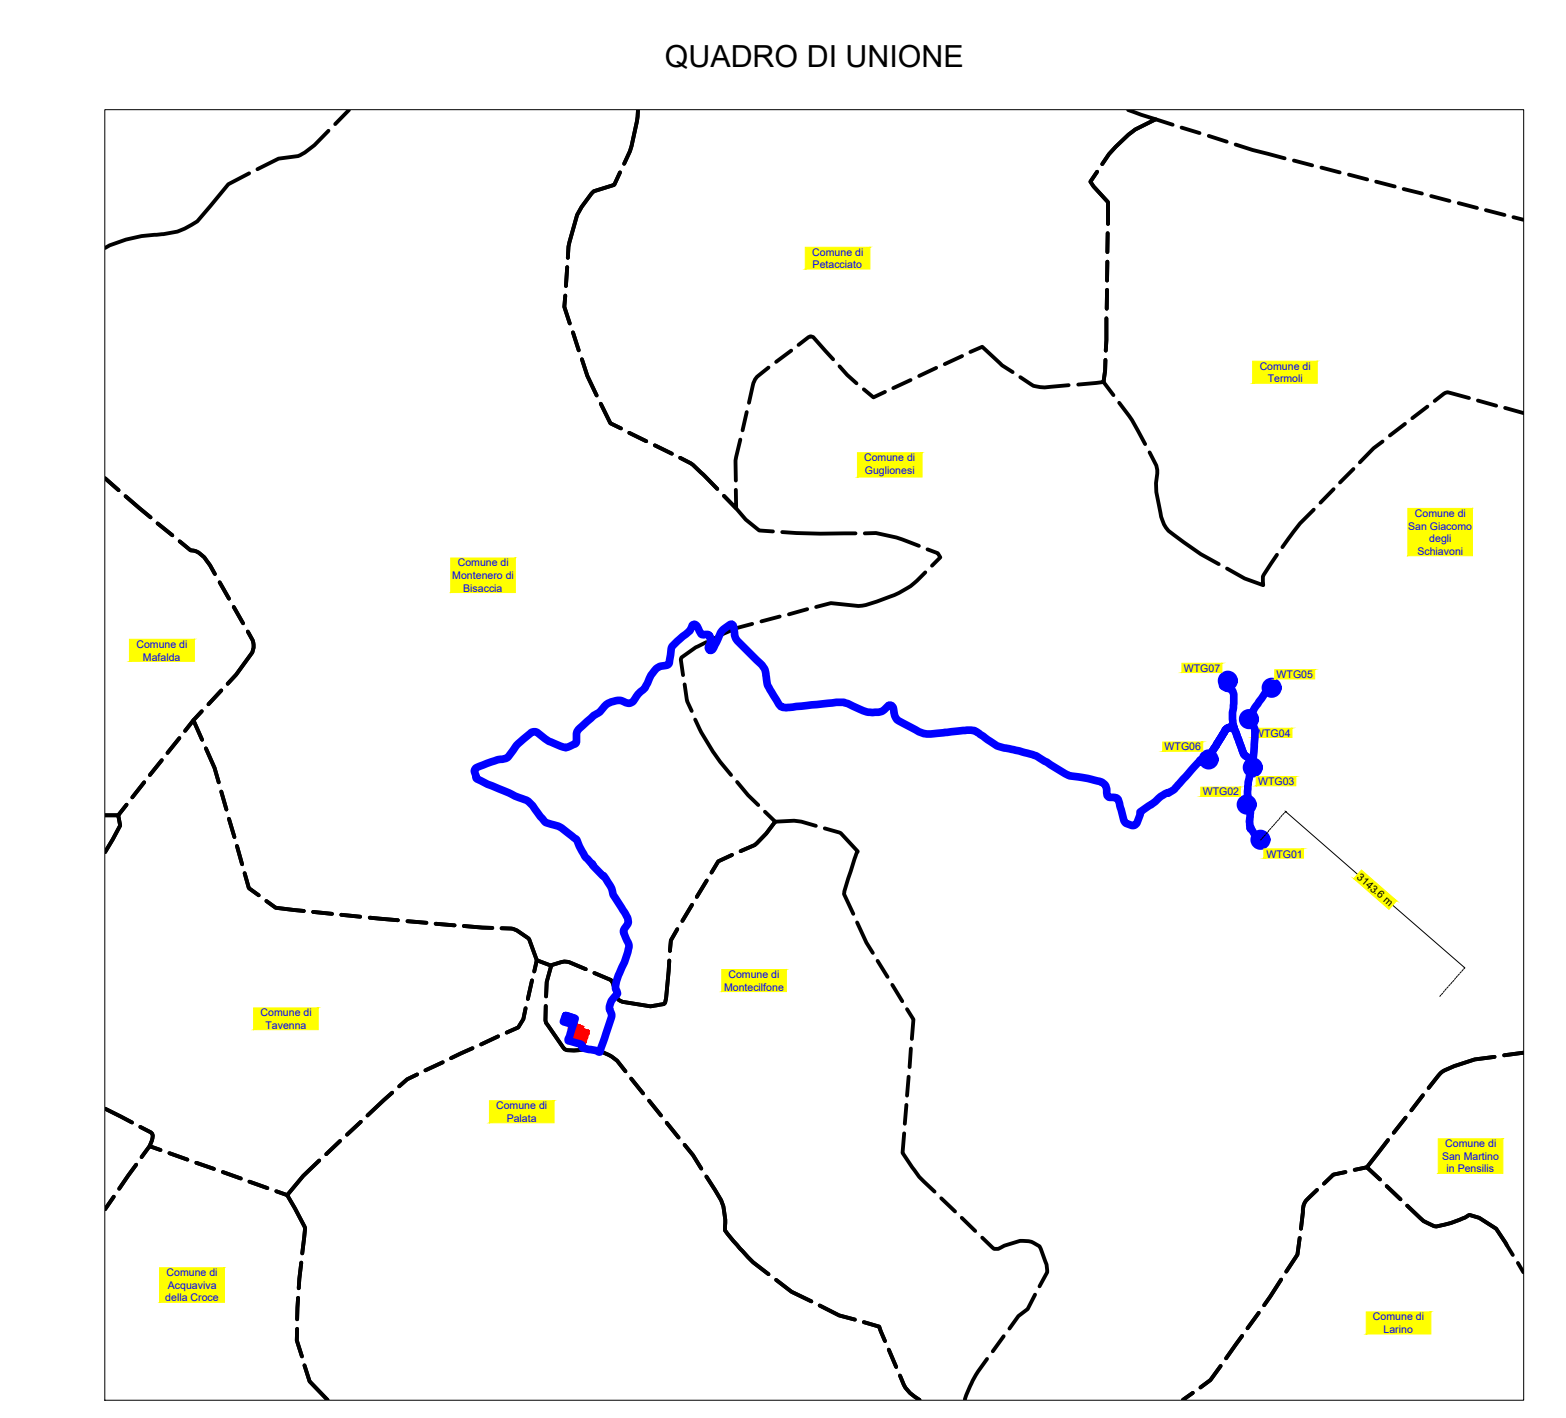 QUADRO DI UNIONE
Comune di
Petacciato
Comune di
Termoli
Comune di
Guglionesi
Comune di
San Giacomo
degli
Schiavoni
Comune di
Montenero di
Bisaccia
Comune di
Mafalda
WTG07
WTG05
WTG04
WTG06
WTG03
WTG02
WTG01
3143.6 m
Comune di
Montecilfone
Comune di
Tavenna
Comune di
Palata
Comune di
San Martino
in Pensilis
Comune di
Acquaviva
della Croce
Comune di
Larino